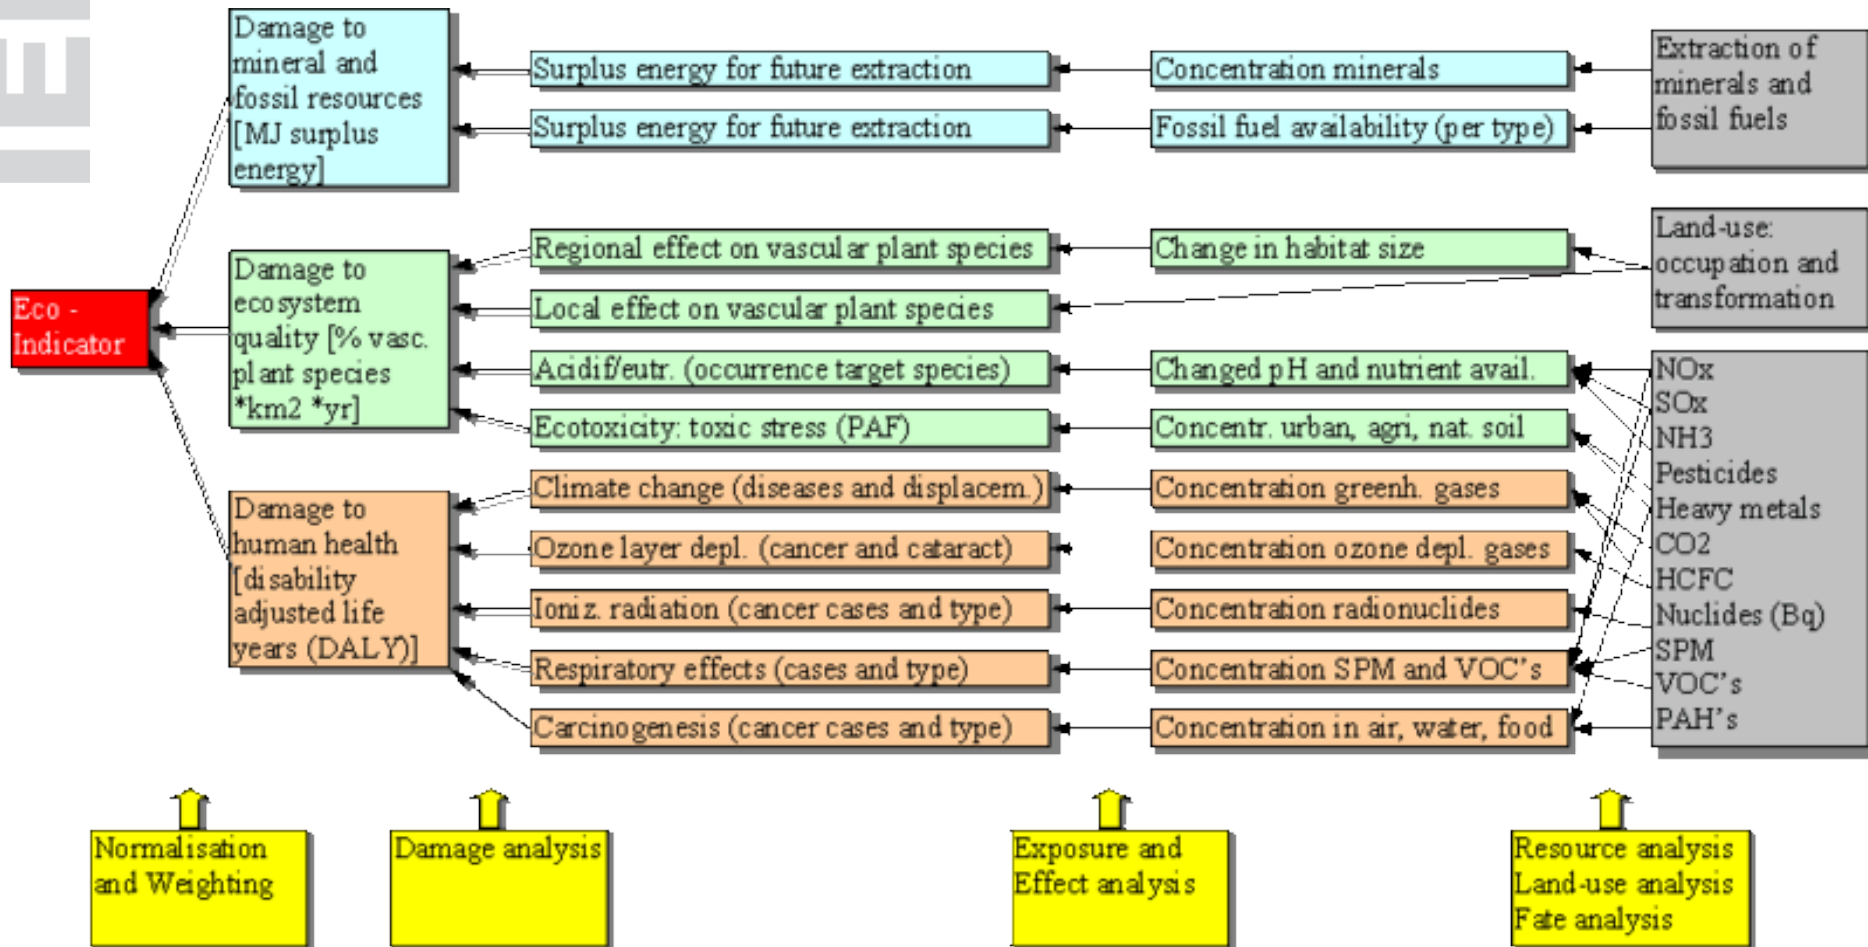 Damage to
mineral and
fossil resources
[MJ surplus
energy]
Surplus energy for future extraction
Concentration minerals
Extraction of
minerals and
fossil fuels
Surplus energy for future extraction
Fossil fuel availability (per type)
Eco -
Indicator
Damage to
ecosystem
quality [% vasc.
plant species
*km2 *yr]
Regional effect on vascular plant species
Change in habitat size
Land-use:
occupation and
transformation
Local effect on vascular plant species
Acidif/eutr. (occurrence target species)
Changed pH and nutrient avail.
Ecotoxicity: toxic stress (PAF)
Concentr. urban, agri, nat. soil
Damage to
human health
[disability
adjusted life
years (DALY)]
Climate change (diseases and displacem.)
Concentration greenh. gases
Ozone layer depl. (cancer and cataract)
Concentration ozone depl. gases
Ioniz. radiation (cancer cases and type)
Concentration radionuclides
Respiratory effects (cases and type)
Concentration SPM and VOC's
Carcinogenesis (cancer cases and type)
Concentration in air, water, food
NOx
SOx
NH3
Pesticides
Heavy metals
CO2
HCFC
Nuclides (Bq)
SPM
VOC's
PAH's
Normalisation
and Weighting
Damage analysis
Exposure and
Effect analysis
Resource analysis
Land-use analysis
Fate analysis